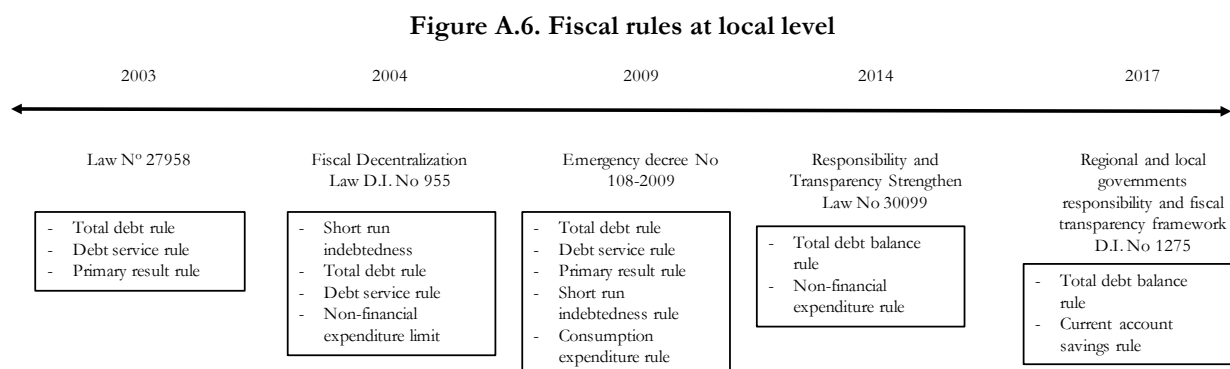 Figure A.6. Fiscal rules at local level
2003
2004
2009
2014
2017
Law Nº 27958
- Total debt rule
- Debt service rule
- Primary result rule
Fiscal Decentralization
Law D.I. No 955
- Short run
indebtedness
- Total debt rule
- Debt service rule
- Non-financial
expenditure limit
Emergency decree No
108-2009
- Total debt rule
- Debt service rule
- Primary result rule
- Short run
indebtedness rule
- Consumption
expenditure rule
Responsibility and
Transparency Strengthen
Law No 30099
- Total debt balance
rule
- Non-financial
expenditure rule
Regional and local
governments
responsibility and fiscal
transparency framework
D.I. No 1275
- Total debt balance
rule
- Current account
savings rule